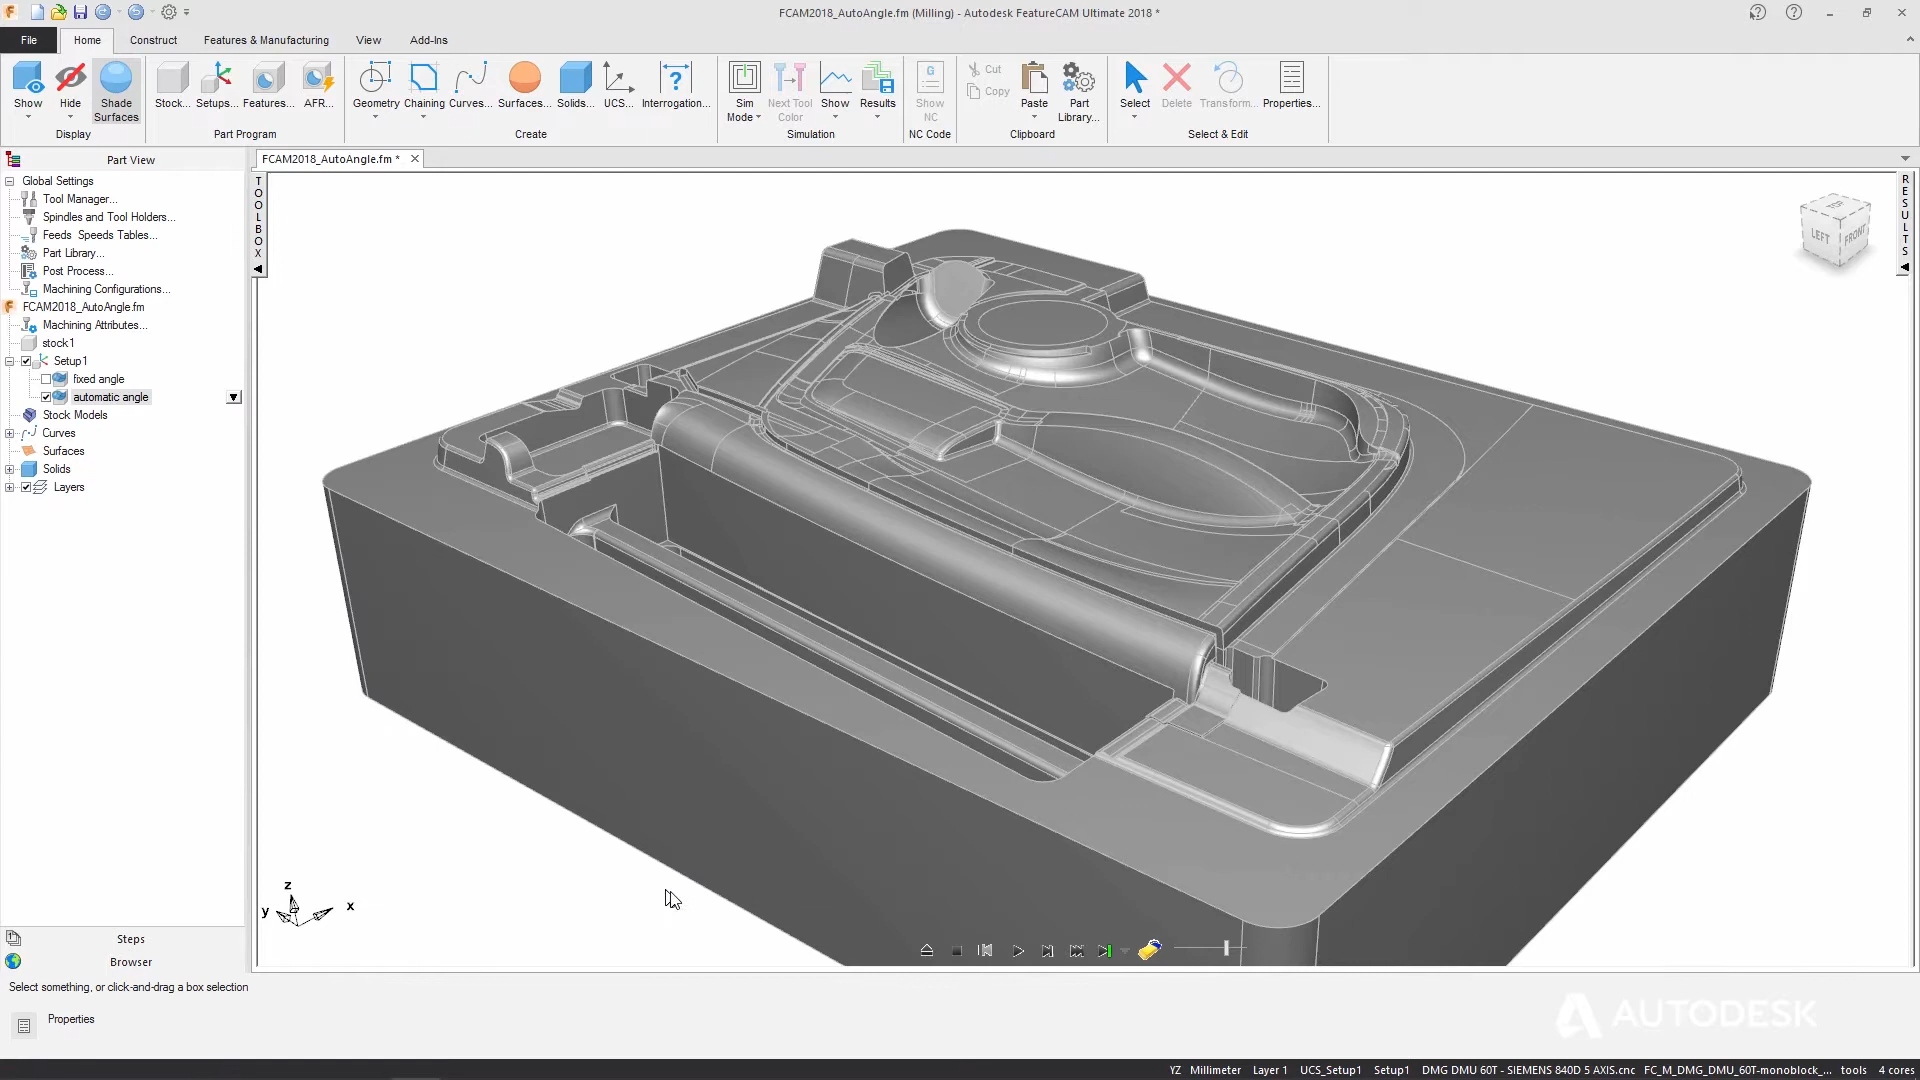 FCAM2018_AutoAngle.fm (Milling) - Autodesk FeatureCAM Ultimate 2018 *
File Home Construct Features & Manufacturing View Add-Ins
Show Hide Shade Surfaces Stock... Setups... Features... AFR... Geometry Chaining Curves... Surfaces... Solids... UCS... Interrogation... Sim Mode Next Tool Color Show Results Show NC Cut Copy Paste Part Library... Select Delete Transform... Properties...
Display Part Program Create Simulation NC Code Clipboard Select & Edit
Part View
FCAM2018_AutoAngle.fm *
Global Settings
Tool Manager...
Spindles and Tool Holders...
Feeds Speeds Tables...
Part Library...
Post Process...
Machining Configurations...
FCAM2018_AutoAngle.fm
Machining Attributes...
stock1
Setup1
fixed angle
automatic angle
Stock Models
Curves
Surfaces
Solids
Layers
TOOLBOX
RESULTS
TOP
LEFT FRONT
z
y x
Steps
Browser
Select something, or click-and-drag a box selection
Properties
AUTODESK
YZ Millimeter Layer 1 UCS_Setup1 Setup1 DMG DMU 60T - SIEMENS 840D 5 AXIS.cnc FC_M_DMG_DMU_60T-monoblock_... tools 4 cores